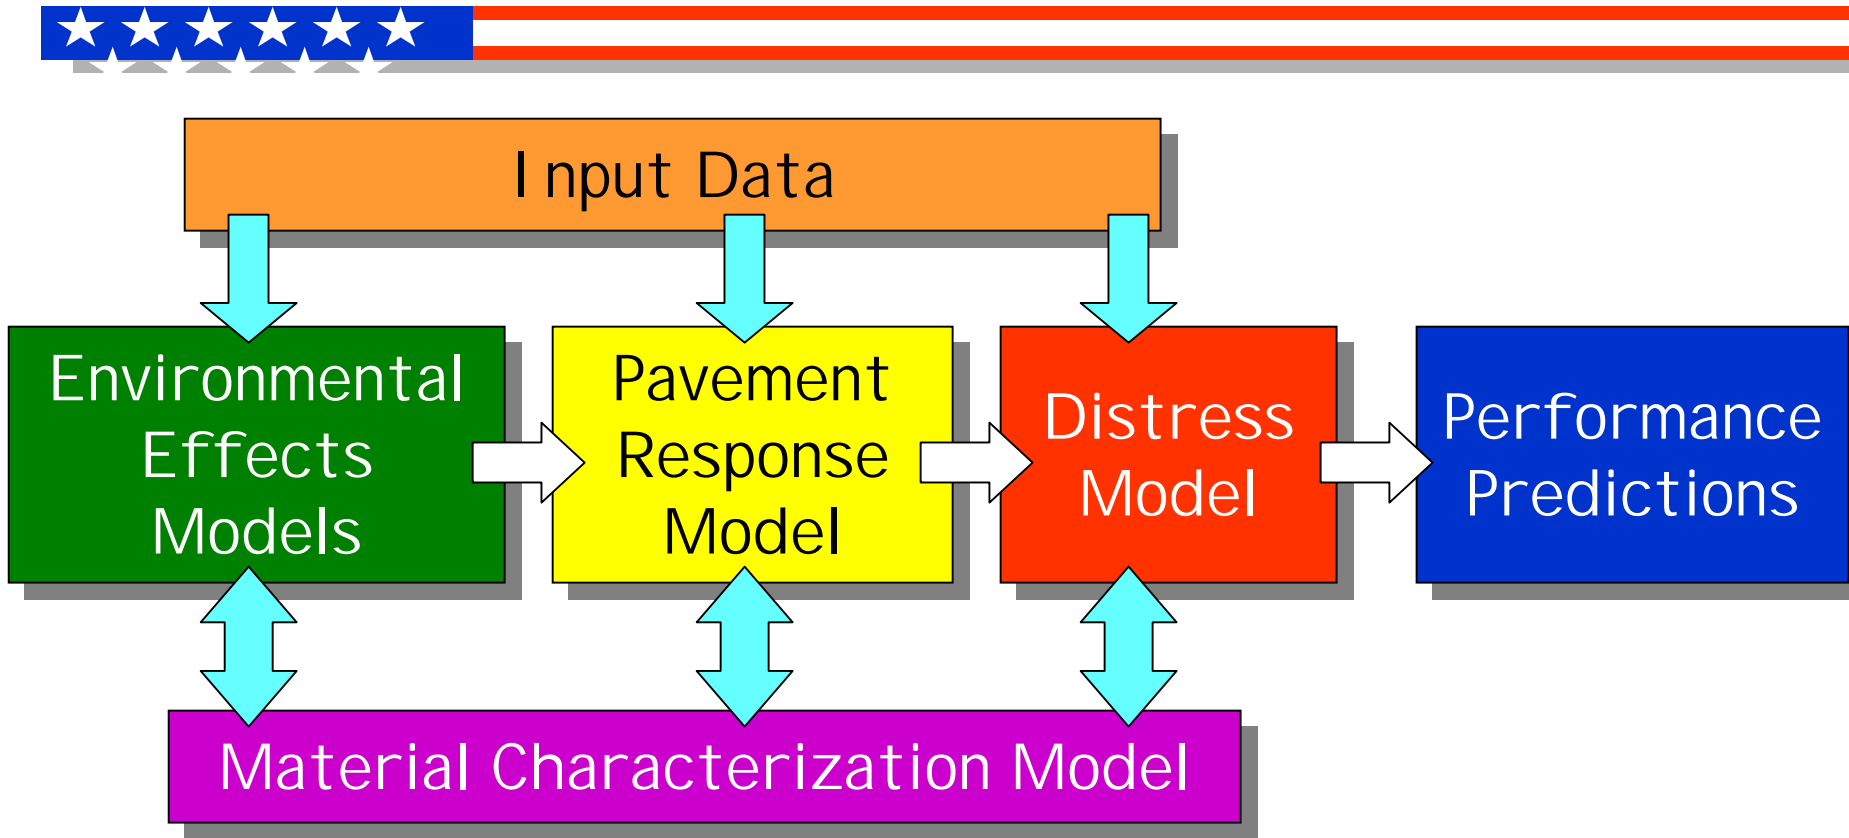 Input Data
Environmental
Effects
Models
Pavement
Response
Model
Distress
Model
Performance
Predictions
Material Characterization Model